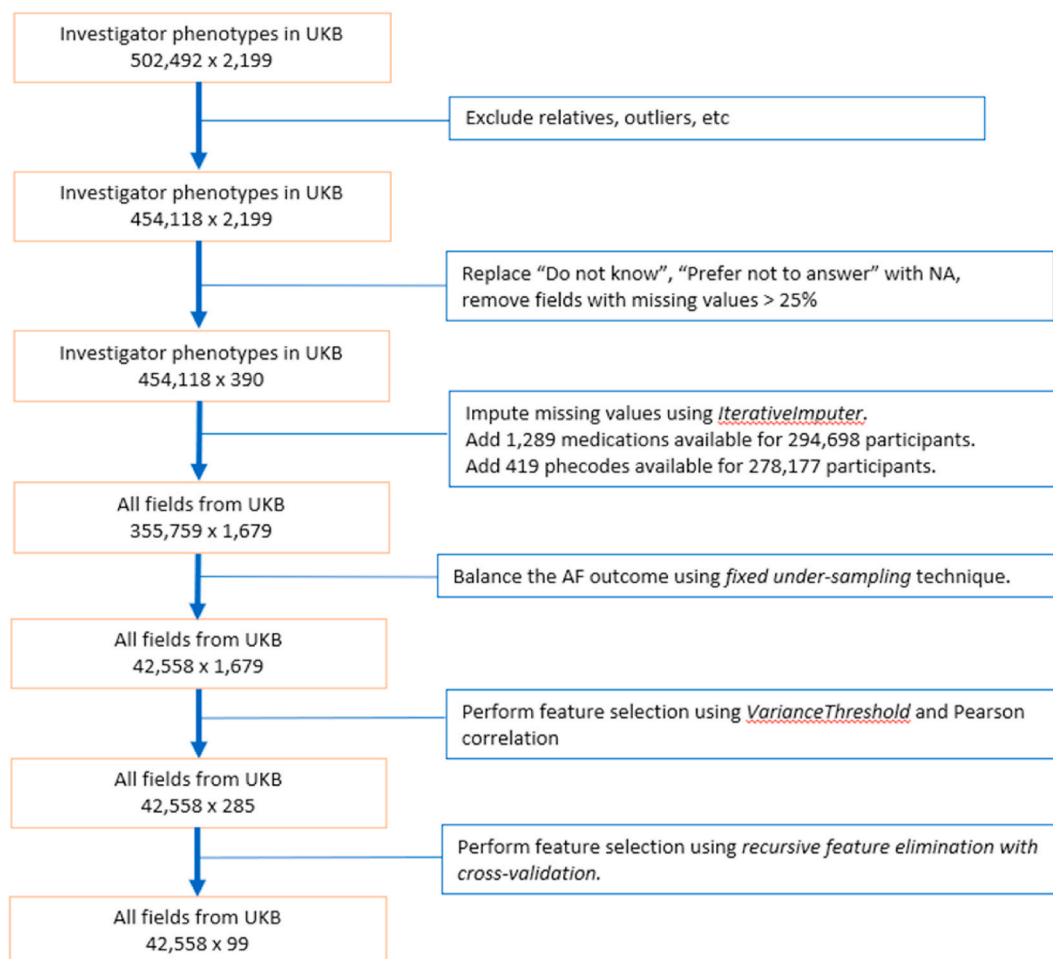 Investigator phenotypes in UKB
502,492 x 2,199
Exclude relatives, outliers, etc
Investigator phenotypes in UKB
454,118 x 2,199
Replace “Do not know”, “Prefer not to answer” with NA,
remove fields with missing values > 25%
Investigator phenotypes in UKB
454,118 x 390
Impute missing values using IterativeImputer.
Add 1,289 medications available for 294,698 participants.
Add 419 phecodes available for 278,177 participants.
All fields from UKB
355,759 x 1,679
Balance the AF outcome using fixed under-sampling technique.
All fields from UKB
42,558 x 1,679
Perform feature selection using VarianceThreshold and Pearson
correlation
All fields from UKB
42,558 x 285
Perform feature selection using recursive feature elimination with
cross-validation.
All fields from UKB
42,558 x 99